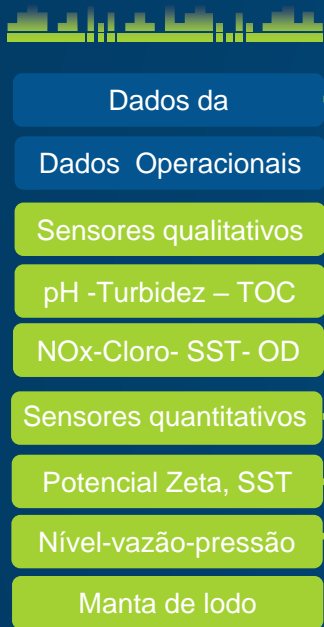 Dados da
Dados Operacionais
Sensores qualitativos
pH -Turbidez – TOC
NOx-Cloro- SST- OD
Sensores quantitativos
Potencial Zeta, SST
Nível-vazão-pressão
Manta de lodo